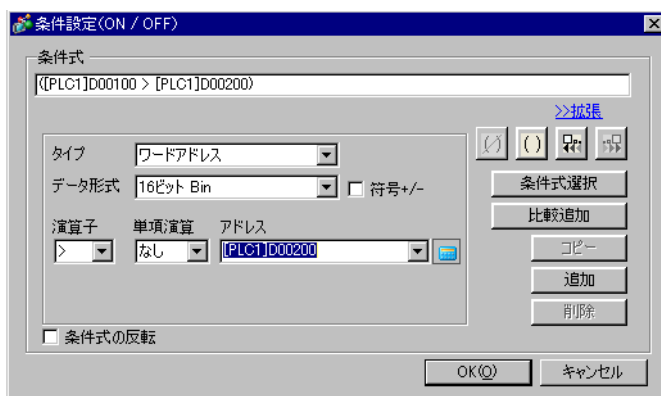 条件設定(ON / OFF)
条件式
([PLC1]D00100 > [PLC1]D00200)
>>拡張
( )
タイプ
ワードアドレス
データ形式
16ビット Bin
符号+/-
条件式選択
演算子
単項演算
アドレス
比較追加
>
なし
[PLC1]D00200
コピー
追加
削除
条件式の反転
OK(O)
キャンセル